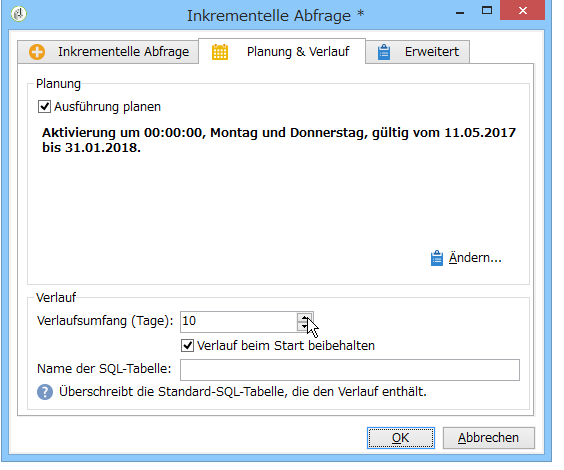 Inkrementelle Abfrage *
Inkrementelle Abfrage
Planung & Verlauf
Erweitert
Planung
Ausführung planen
Aktivierung um 00:00:00, Montag und Donnerstag, gültig vom 11.05.2017
bis 31.01.2018.
Ändern...
Verlauf
Verlaufsumfang (Tage): 10
Verlauf beim Start beibehalten
Name der SQL-Tabelle:
Überschreibt die Standard-SQL-Tabelle, die den Verlauf enthält.
OK
Abbrechen